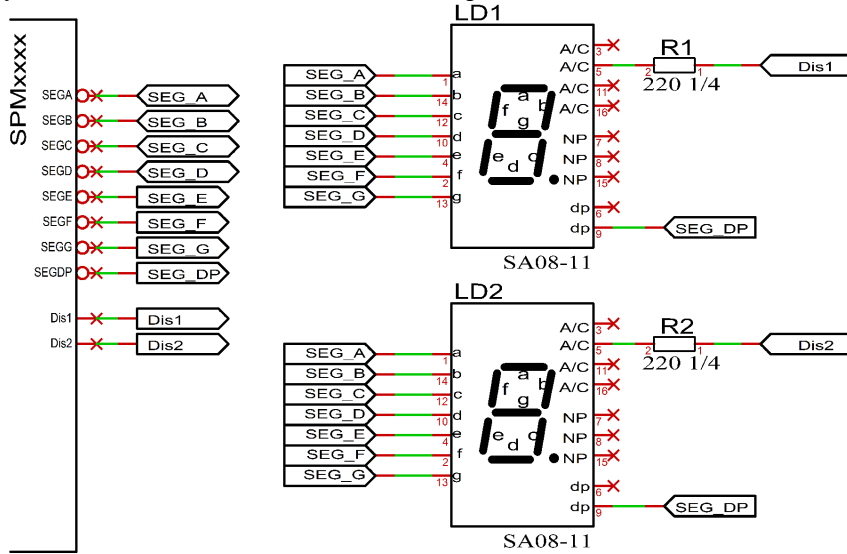 SPMxxxx
SEGA SEG_A
SEGB SEG_B
SEGC SEG_C
SEGD SEG_D
SEGE SEG_E
SEGF SEG_F
SEGG SEG_G
SEGDP SEG_DP
Dis1 Dis1
Dis2 Dis2
LD1
SEG_A 1 a
SEG_B 14 b
SEG_C 12 c
SEG_D 10 d
SEG_E 4 e
SEG_F 2 f
SEG_G 13 g
a
f b
g
e d c
A/C 3
A/C 5 2 R1 1 Dis1
220 1/4
A/C 11
A/C 16
NP 7
NP 8
NP 15
dp 6
dp 9 SEG_DP
SA08-11
LD2
SEG_A 1 a
SEG_B 14 b
SEG_C 12 c
SEG_D 10 d
SEG_E 4 e
SEG_F 2 f
SEG_G 13 g
a
f b
g
e d c
A/C 3
A/C 5 2 R2 1 Dis2
220 1/4
A/C 11
A/C 16
NP 7
NP 8
NP 15
dp 6
dp 9 SEG_DP
SA08-11